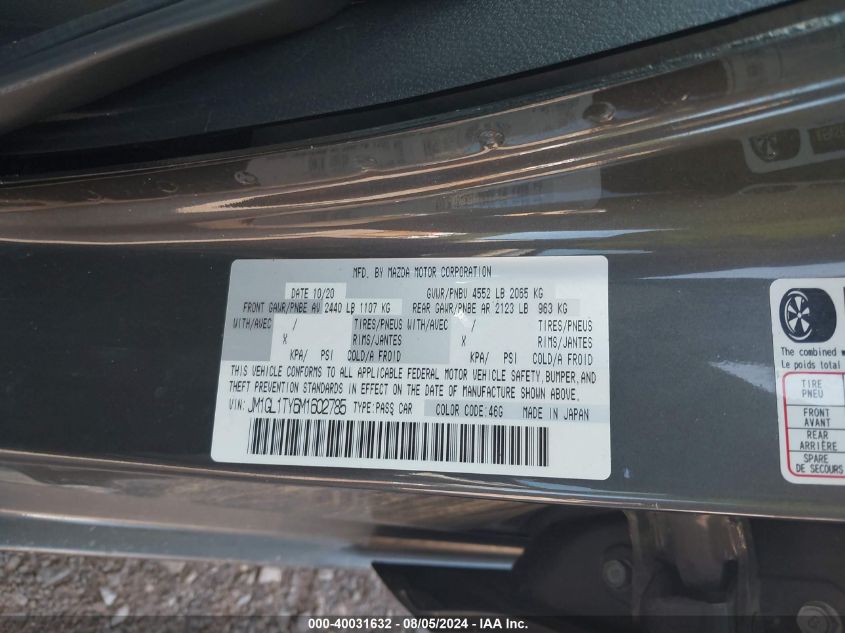 MFD. BY MAZDA MOTOR CORPORATION
DATE 10/20 GVWR/PNBV 4552 LB 2065 KG
FRONT GAWR/PNBE AV 2440 LB 1107 KG REAR GAWR/PNBE AR 2123 LB 963 KG
WITH/AVEC / TIRES/PNEUS WITH/AVEC / TIRES/PNEUS
X RIMS/JANTES X RIMS/JANTES
KPA/ PSI COLD/A FROID KPA/ PSI COLD/A FROID
THIS VEHICLE CONFORMS TO ALL APPLICABLE FEDERAL MOTOR VEHICLE SAFETY, BUMPER, AND
THEFT PREVENTION STANDARDS IN EFFECT ON THE DATE OF MANUFACTURE SHOWN ABOVE.
VIN: JM1GL1TY6M1602785 TYPE:PASS CAR COLOR CODE:46G MADE IN JAPAN
The combined w
Le poids total
TIRE
PNEU
FRONT
AVANT
REAR
ARRIÈRE
SPARE
DE SECOURS
000-40031632 - 08/05/2024 - IAA Inc.